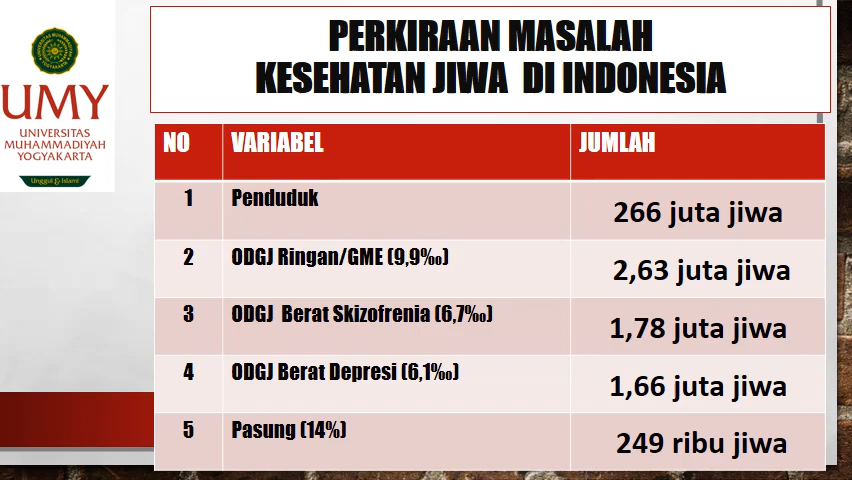 PERKIRAAN MASALAH
KESEHATAN JIWA DI INDONESIA
UMY
UNIVERSITAS
MUHAMMADIYAH
YOGYAKARTA
Unggul & Islami
NO VARIABEL JUMLAH
1 Penduduk 266 juta jiwa
2 ODGJ Ringan/GME (9,9‰) 2,63 juta jiwa
3 ODGJ Berat Skizofrenia (6,7‰) 1,78 juta jiwa
4 ODGJ Berat Depresi (6,1‰) 1,66 juta jiwa
5 Pasung (14%) 249 ribu jiwa